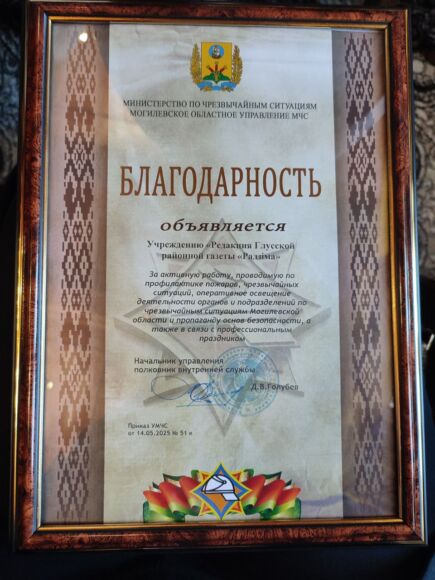 МИНИСТЕРСТВО ПО ЧРЕЗВЫЧАЙНЫМ СИТУАЦИЯМ
МОГИЛЕВСКОЕ ОБЛАСТНОЕ УПРАВЛЕНИЕ МЧС
БЛАГОДАРНОСТЬ
объявляется
Учреждению «Редакция Глусской
районной газеты «Радзіма»
За активную работу, проводимую по
профилактике пожаров, чрезвычайных
ситуаций, оперативное освещение
деятельности органов и подразделений по
чрезвычайным ситуациям Могилевской
области и пропаганду основ безопасности, а
также в связи с профессиональным
праздником
Начальник управления
полковник внутренней службы
Д.В.Голубев
Приказ УМЧС
от 14.05.2025 № 51 н